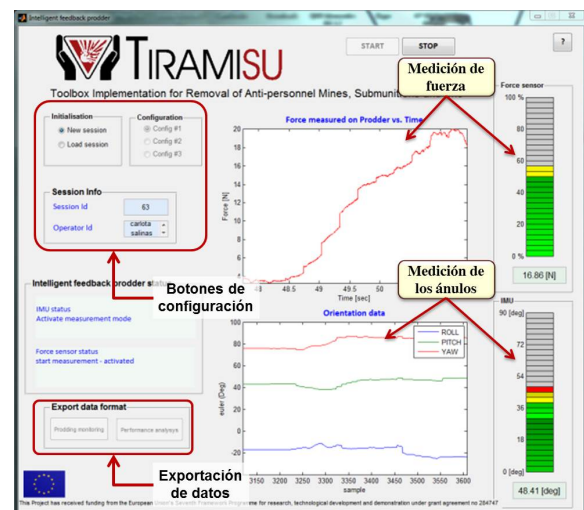 Intelligent feedback prodder
TIRAMISU
START
STOP
?
Toolbox Implementation for Removal of Anti-personnel Mines, Submuniti
Medición de
fuerza
Force sensor
100 %
80
60
40
20
0 %
16.86 [N]
Initialisation
New session
Load session
Configuration
Config #1
Config #2
Config #3
Session Info
Session Id
63
Operator Id
carlota
salinas
Force measured on Prodder vs. Time
Force [N]
20
18
16
14
12
10
8
6
4
48.5
49
50
Time [sec]
Botones de
configuración
Medición de
los ánulos
Intelligent feedback prodder status
IMU status
Activate measurement mode
Force sensor status
start measurement - activated
Orientation data
ROLL
PITCH
YAW
euler (Deg)
100
80
60
40
20
0
-20
3150 3200 3250 3300 3350 3400 3450 3500 3550 3600
sample
IMU
90 [deg]
72
54
36
18
0 [deg]
48.41 [deg]
Export data format
Prodding monitoring
Performance analysys
Exportación
de datos
This Project has received funding from the European Union's Seventh Framework Programme for research, technological development and demonstration under grant agreement no 284747